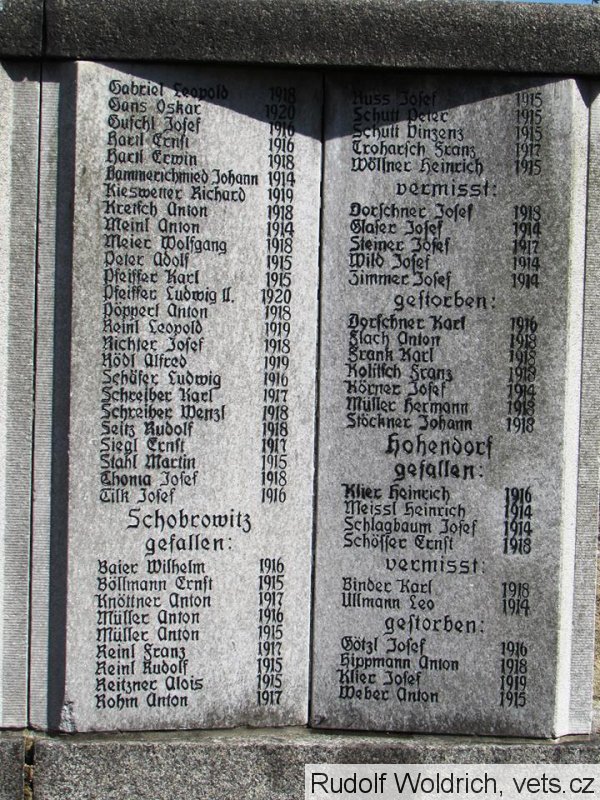 Gabriel Leopold 1918
Gans Oskar 1920
Guschl Josef 1916
Hartl Ernst 1916
Hartl Erwin 1918
Hammerschmied Johann 1914
Kieswetter Richard 1919
Kretsch Anton 1918
Meinl Anton 1914
Meier Wolfgang 1918
Peter Adolf 1915
Pfeiffer Karl 1915
Pfeiffer Ludwig II. 1920
Pöpperl Anton 1918
Reinl Leopold 1919
Richter Josef 1918
Rödl Alfred 1919
Schäfer Ludwig 1916
Schreiber Karl 1917
Schreiber Wenzl 1918
Seitz Rudolf 1918
Siegl Ernst 1917
Stahl Martin 1915
Thoma Josef 1918
Tilk Josef 1916
Schobrowitz
gefallen:
Baier Wilhelm 1916
Böllmann Ernst 1915
Knöttner Anton 1917
Müller Anton 1916
Müller Anton 1915
Reinl Franz 1917
Reinl Rudolf 1915
Reitzner Alois 1915
Rohm Anton 1917
Russ Josef 1915
Schutt Peter 1915
Schutt Vinzenz 1915
Troharsch Franz 1917
Wöllner Heinrich 1915
vermisst:
Dorschner Josef 1918
Glaser Josef 1914
Steiner Josef 1917
Wild Josef 1914
Zimmer Josef 1914
gestorben:
Dorschner Karl 1916
Flach Anton 1918
Frank Karl 1918
Kolitsch Franz 1918
Körner Josef 1914
Müller Hermann 1918
Stöckner Johann 1918
Hohendorf
gefallen:
Klier Heinrich 1916
Meissl Heinrich 1914
Schlagbaum Josef 1914
Schösser Ernst 1918
vermisst:
Binder Karl 1918
Ullmann Leo 1914
gestorben:
Götzl Josef 1916
Hippmann Anton 1918
Klier Josef 1919
Weber Anton 1915
Rudolf Woldrich, vets.cz